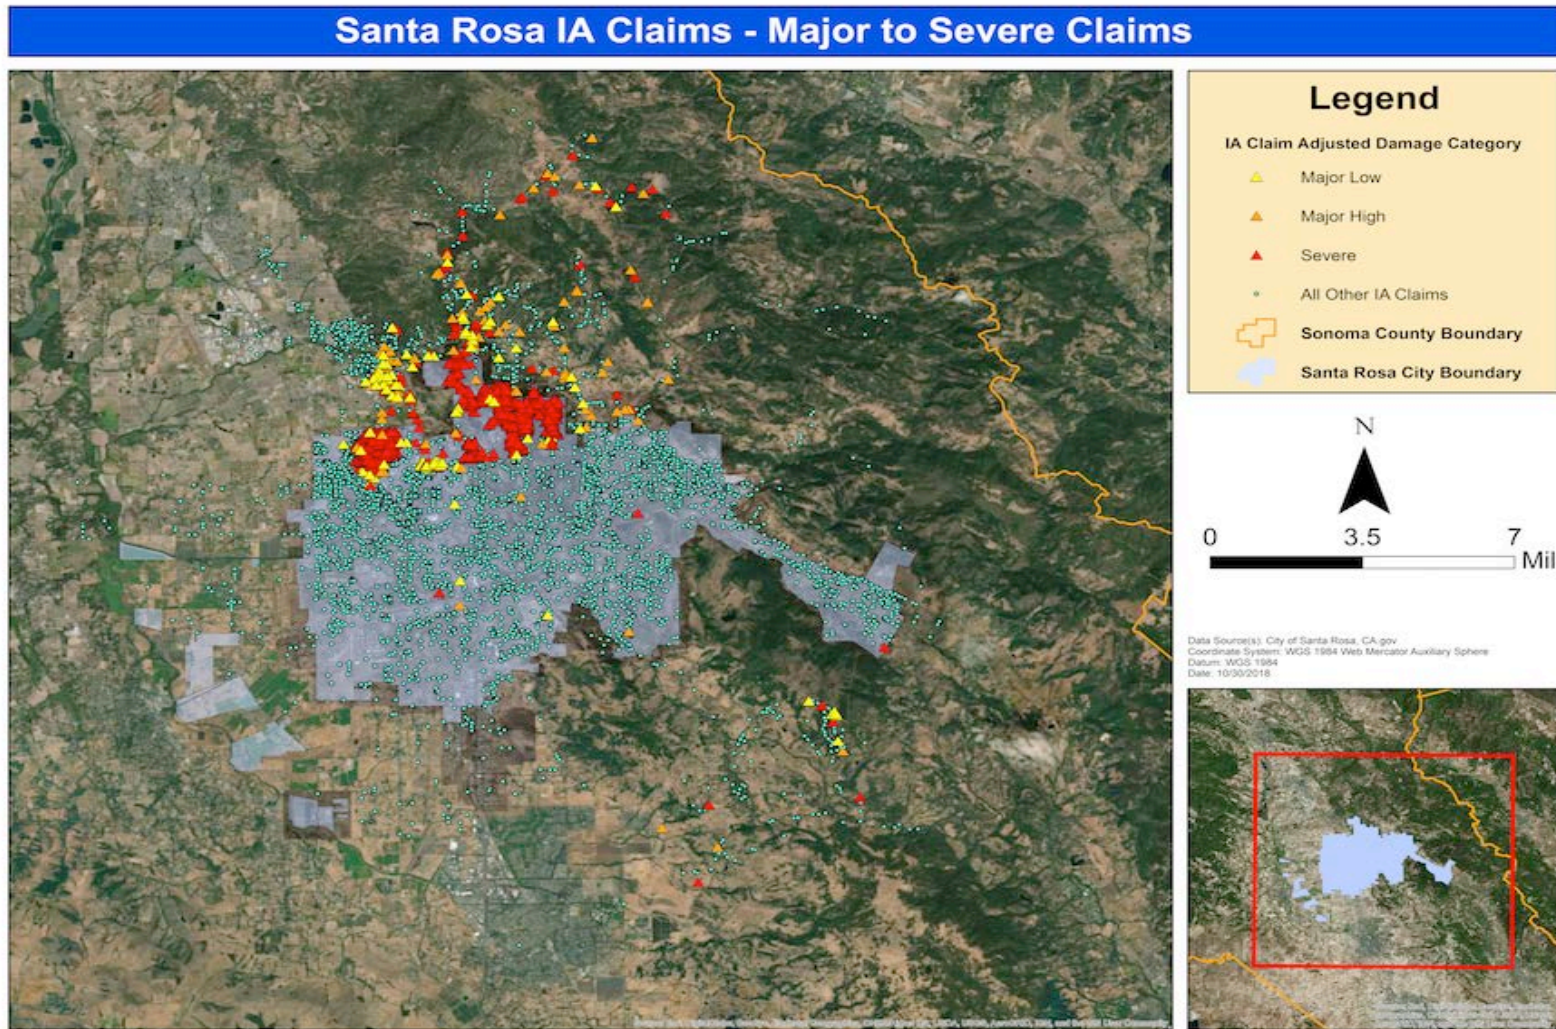 Santa Rosa IA Claims - Major to Severe Claims
Legend
IA Claim Adjusted Damage Category
Major Low
Major High
Severe
All Other IA Claims
Sonoma County Boundary
Santa Rosa City Boundary
N
0 3.5 7
Mil
Data Source(s): City of Santa Rosa, CA.gov
Coordinate System: WGS 1984 Web Mercator Auxiliary Sphere
Datum: WGS 1984
Date: 10/30/2018